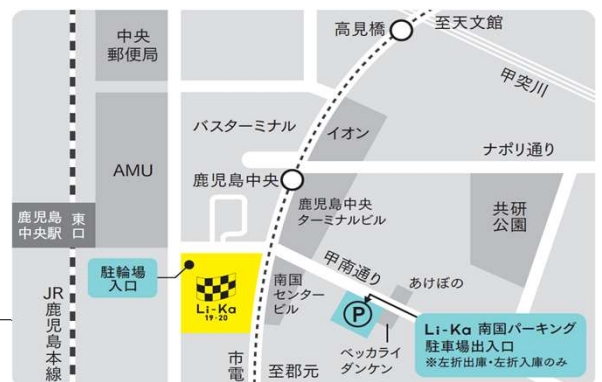 中央
郵便局
高見橋
至天文館
甲突川
バスターミナル
イオン
ナポリ通り
AMU
鹿児島中央
鹿児島中央
ターミナルビル
共研
公園
鹿児島
中央駅
東口
駐輪場
入口
Li-Ka
19・20
南国
センター
ビル
甲南通り
あけぼの
P
ベッカライ
ダンケン
Li-Ka 南国パーキング
駐車場出入口
※左折出庫・左折入庫のみ
JR鹿児島本線
市電
至郡元